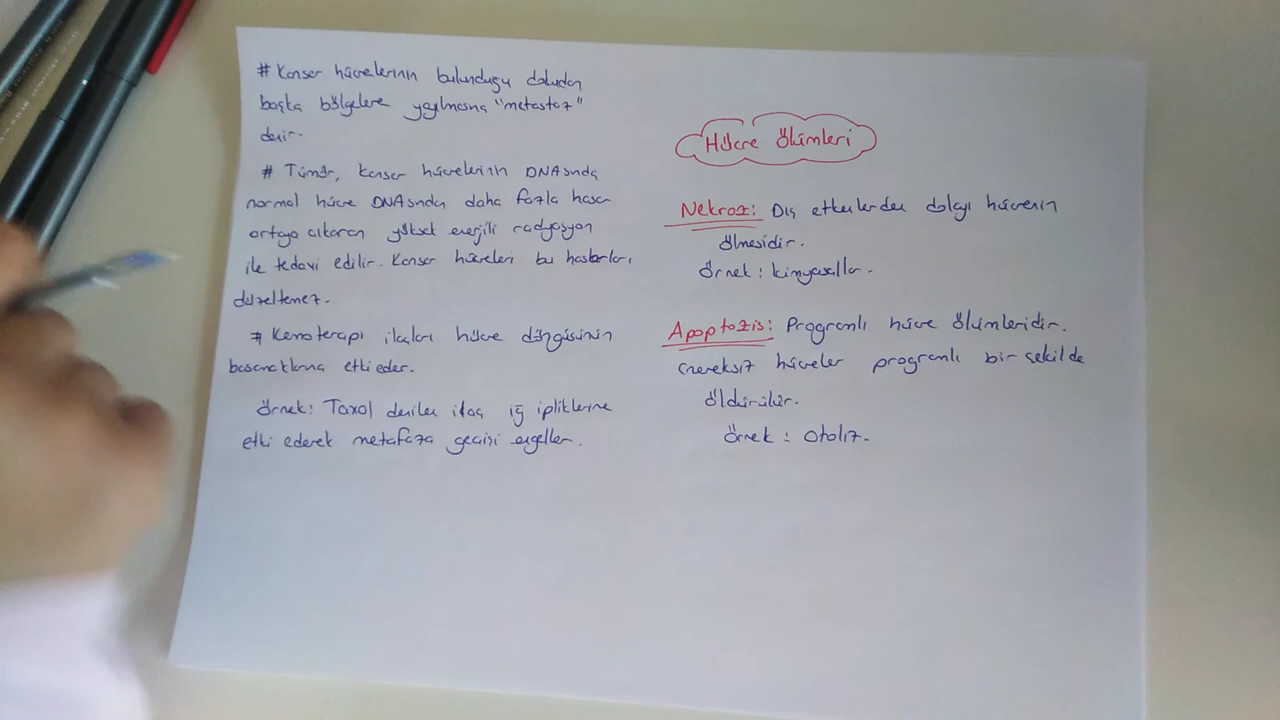 # Kanser hücrelerinin bulunduğu dokudan
başka bölgelere yayılmasına "metastaz"
denir.
# Tümör, kanser hücrelerinin DNAsında
normal hücre DNAsında daha fazla hasar
ortaya çıkaran yüksek enerjili radyasyon
ile tedavi edilir. Kanser hücreleri bu hasarları
düzeltemez.
# Kemoterapi ilaçları hücre döngüsünün
basamaklarına etki eder.
Örnek: Taxol denilen ilaç iğ ipliklerine
etki ederek metafaza geçişi engeller.
Hücre Ölümleri
Nekroz: Dış etkenlerden dolayı hücrenin
ölmesidir.
Örnek: kimyasallar.
Apoptozis: Programlı hücre ölümleridir.
Gereksiz hücreler programlı bir şekilde
öldürülür.
Örnek: Otoliz.